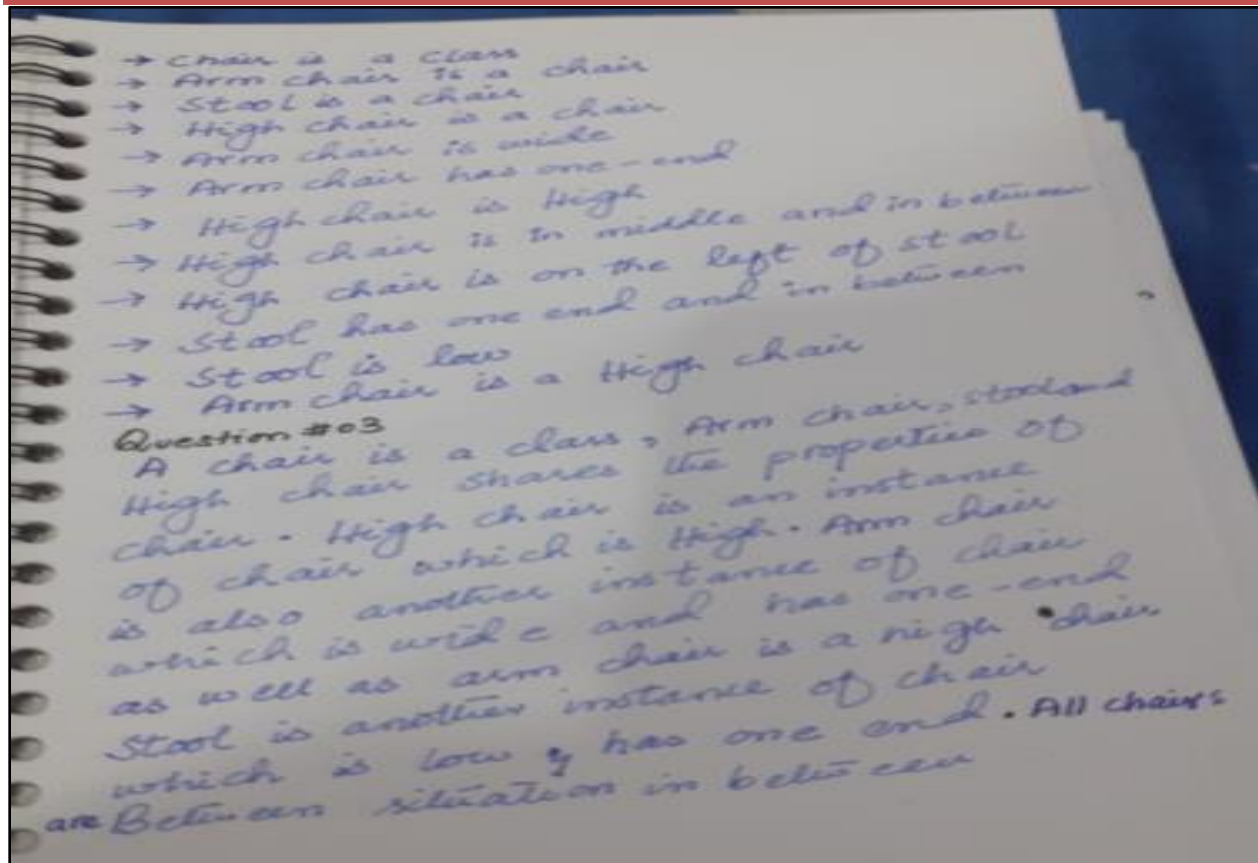 → Chair is a class
→ Arm chair is a chair
→ Stool is a chair
→ High chair is a chair
→ Arm chair is wide
→ Arm chair has one-end
→ High chair is High
→ High chair is in middle and in between
→ High chair is on the left of stool
→ Stool has one end and in between
→ Stool is low
→ Arm chair is a High chair
Question #03
A chair is a class, Arm chair, stool and
High chair shares the properties of
chair. High chair is an instance
of chair which is High. Arm chair
is also another instance of chair
which is wide and has one-end
as well as arm chair is a high chair
Stool is another instance of chair
which is low & has one end. All chairs
are Between situation in between